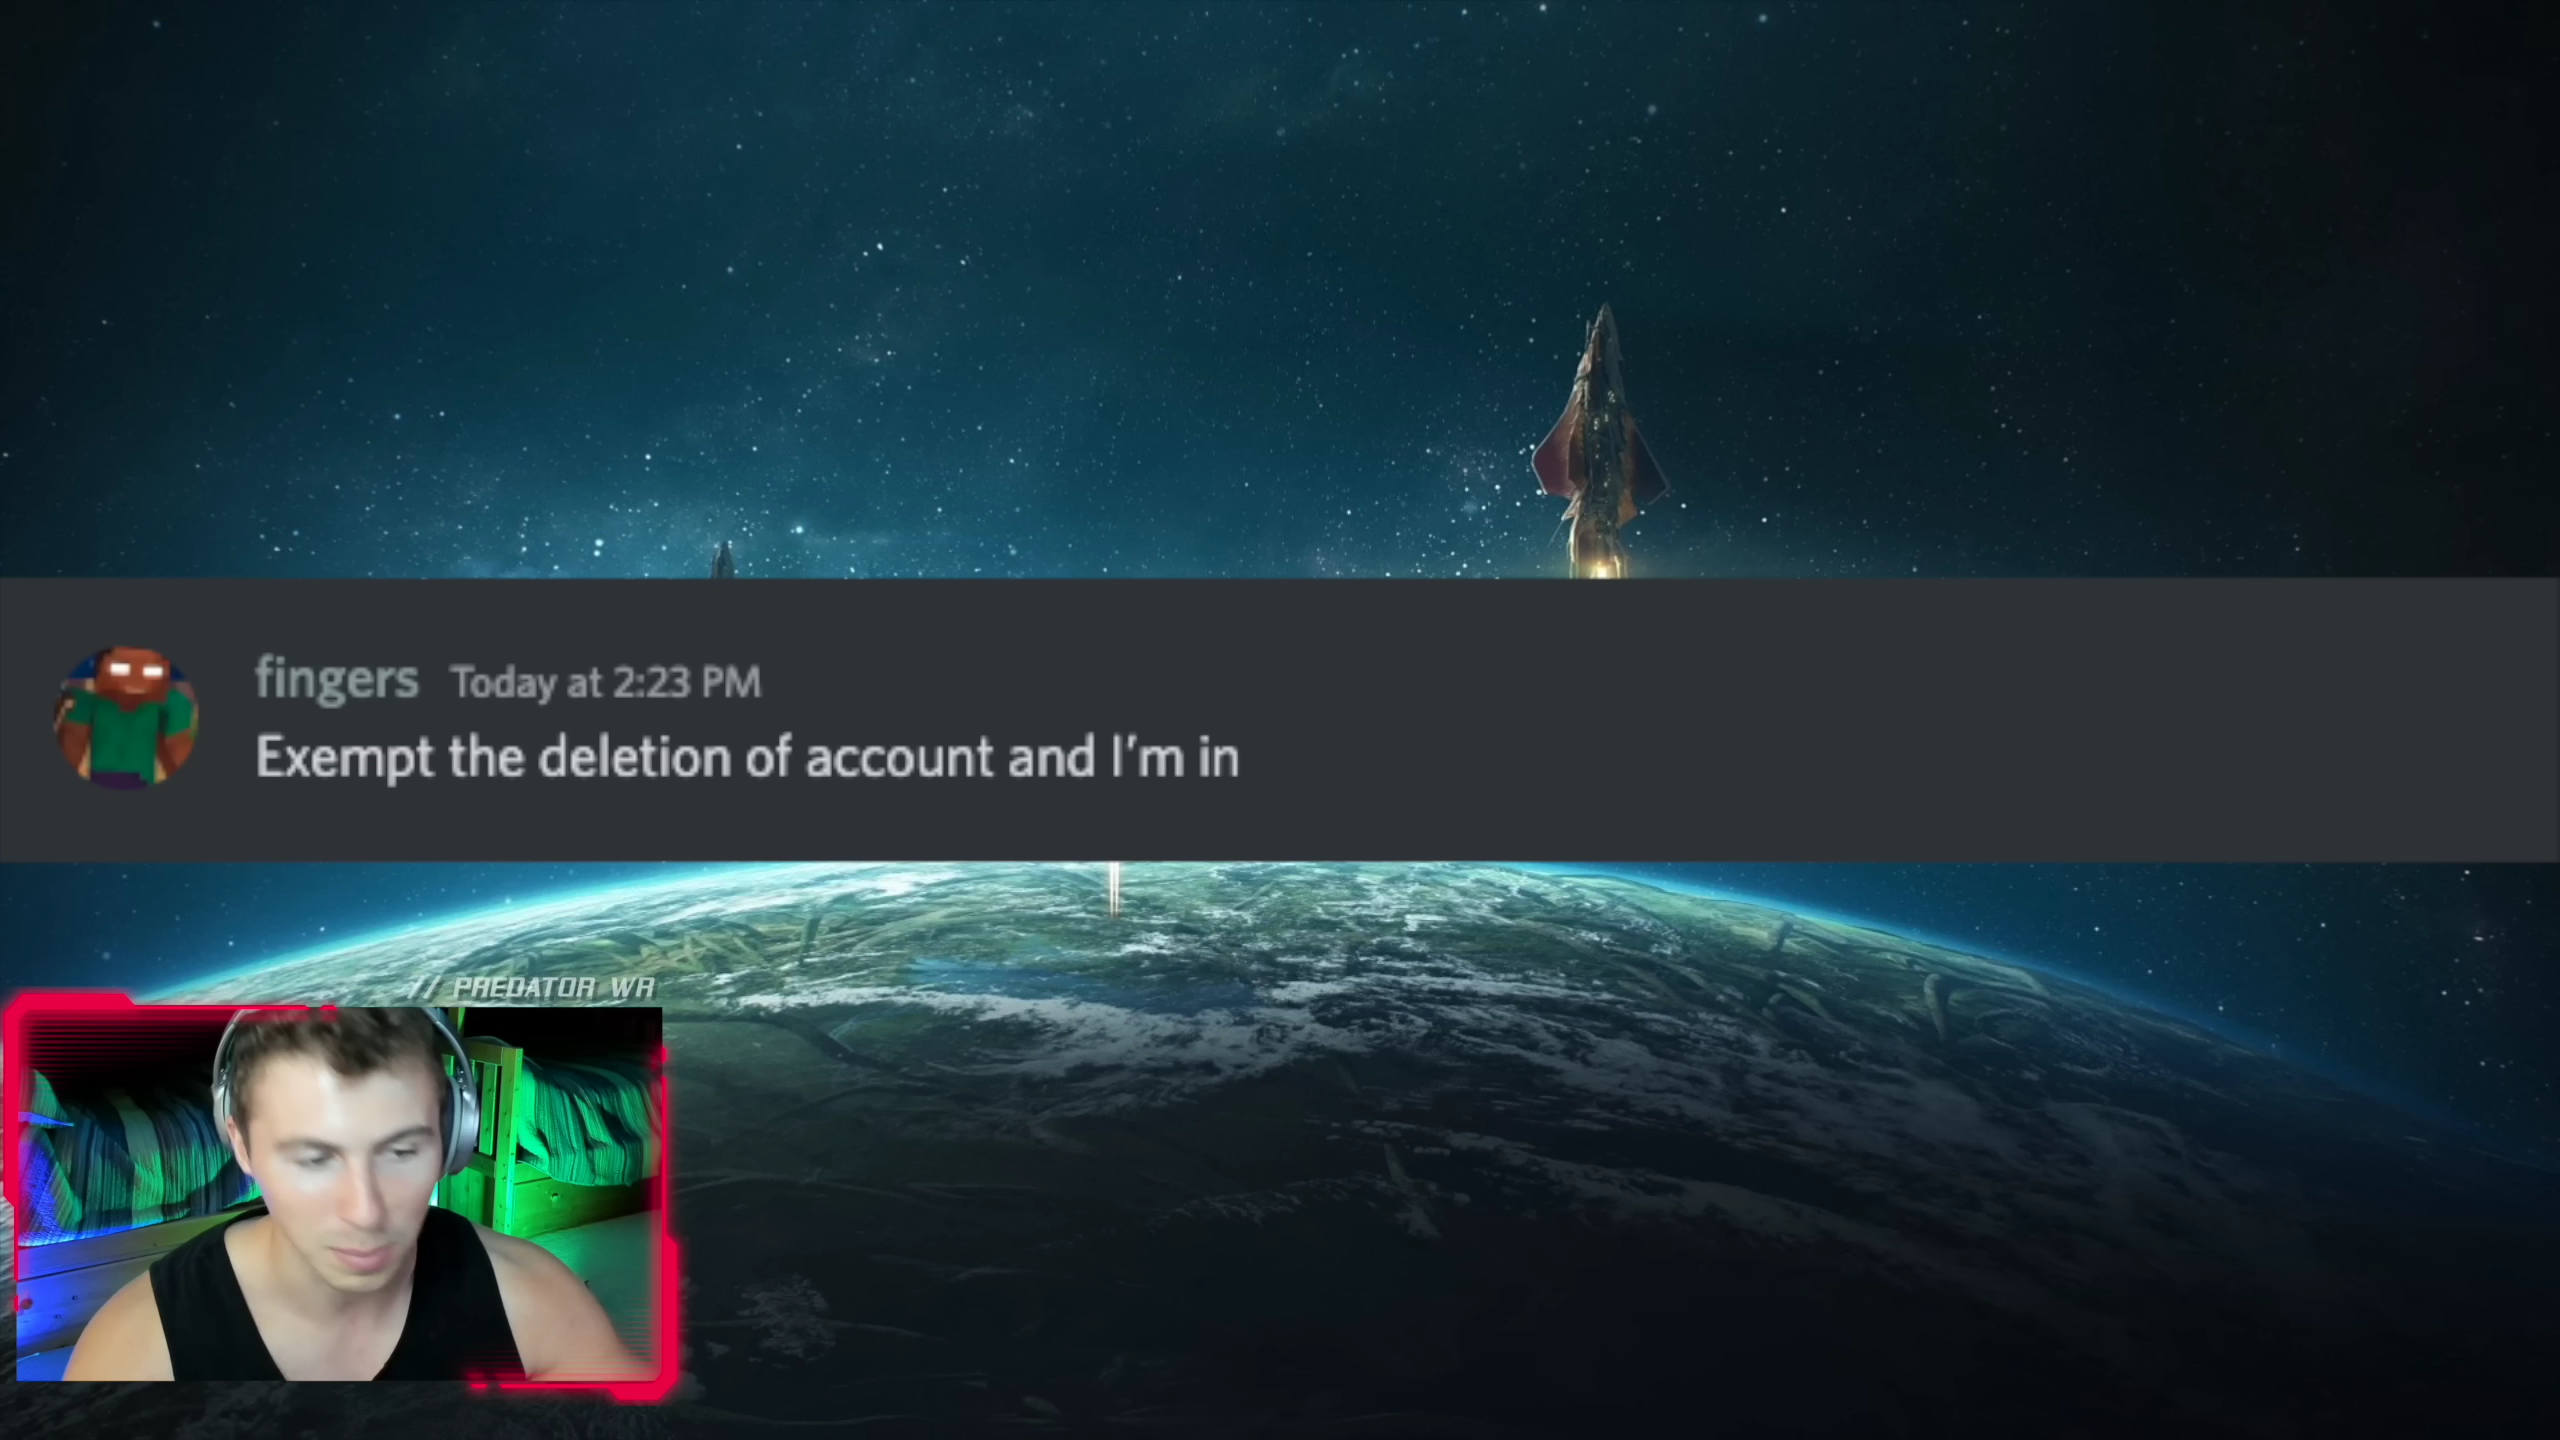 fingers Today at 2:23 PM
Exempt the deletion of account and I'm in
// PREDATOR WR